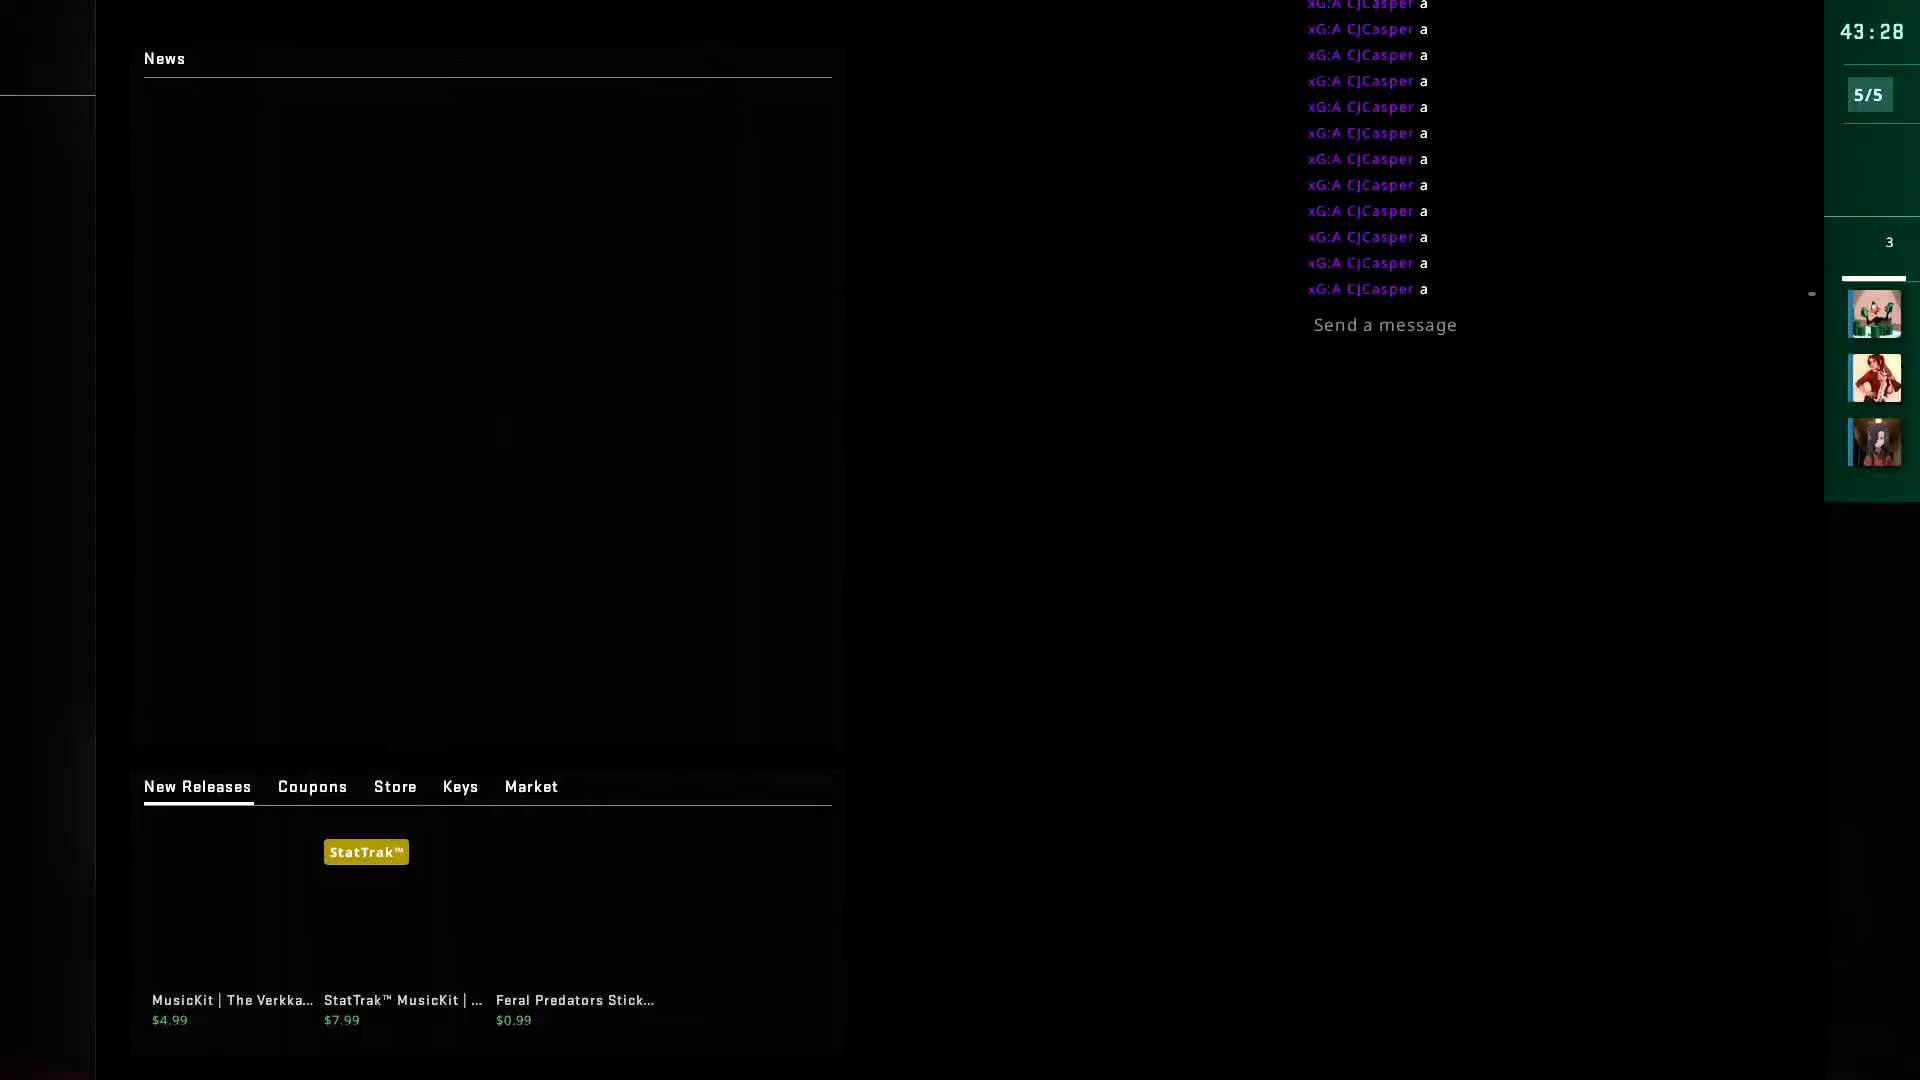 News
xG:A CJCasper a
xG:A CJCasper a
xG:A CJCasper a
xG:A CJCasper a
xG:A CJCasper a
xG:A CJCasper a
xG:A CJCasper a
xG:A CJCasper a
xG:A CJCasper a
xG:A CJCasper a
xG:A CJCasper a
xG:A CJCasper a
Send a message
43:28
5/5
3
New Releases Coupons Store Keys Market
StatTrak™
MusicKit | The Verkka... StatTrak™ MusicKit | ... Feral Predators Stick...
$4.99 $7.99 $0.99